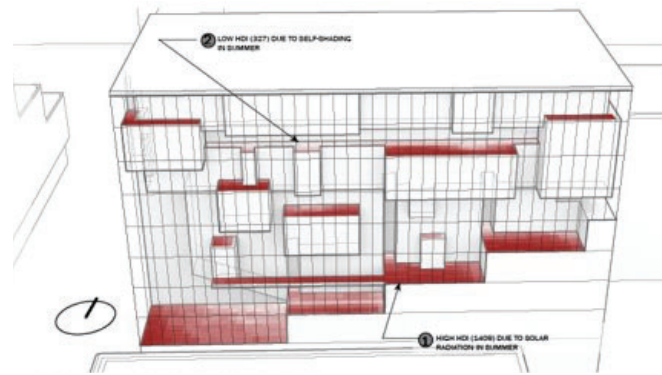 2 LOW HDI (327) DUE TO SELF-SHADING
IN SUMMER
1 HIGH HDI (1409) DUE TO SOLAR
RADIATION IN SUMMER